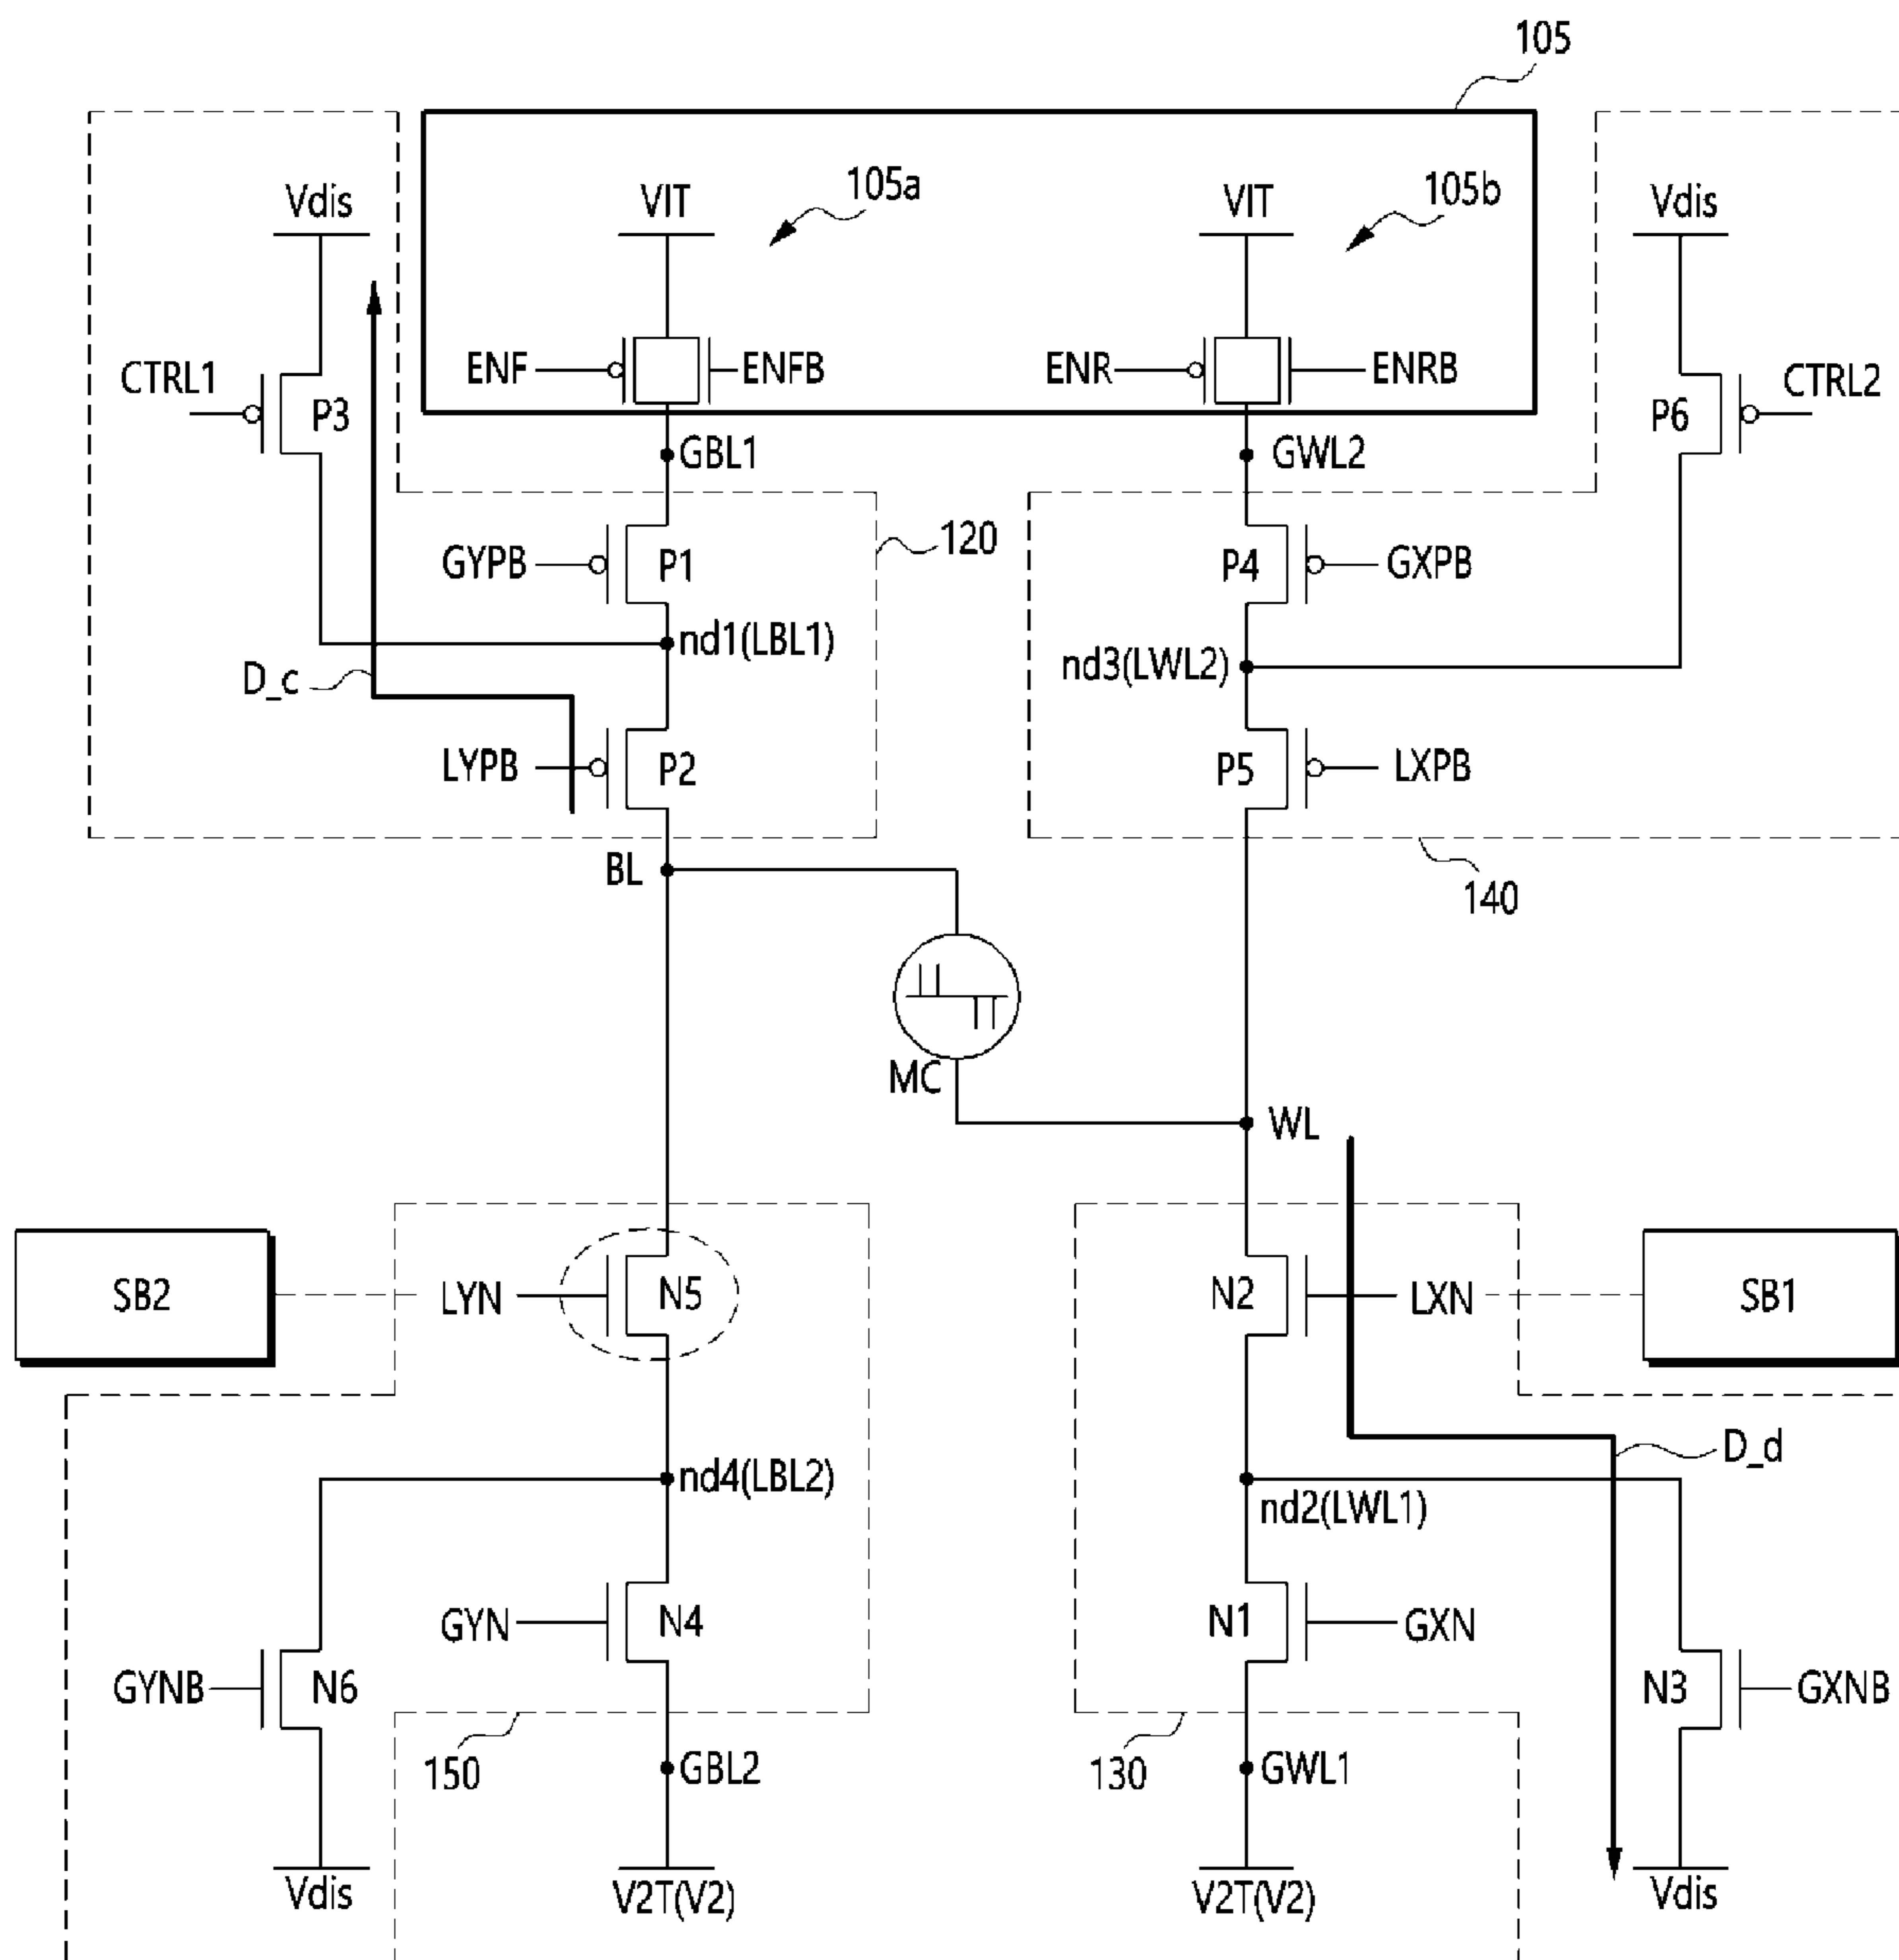 105
Vdis
VIT
105a
VIT
105b
Vdis
ENF
ENFB
ENR
ENRB
CTRL1
P3
P6
CTRL2
GBL1
GWL2
GYPB
P1
120
P4
GXPB
nd1(LBL1)
nd3(LWL2)
D_c
LYPB
P2
P5
LXPB
BL
140
MC
WL
SB2
LYN
N5
N2
LXN
SB1
nd4(LBL2)
nd2(LWL1)
D_d
GYN
N4
N1
GXN
GYNB
N6
N3
GXNB
150
GBL2
130
GWL1
Vdis
V2T(V2)
V2T(V2)
Vdis